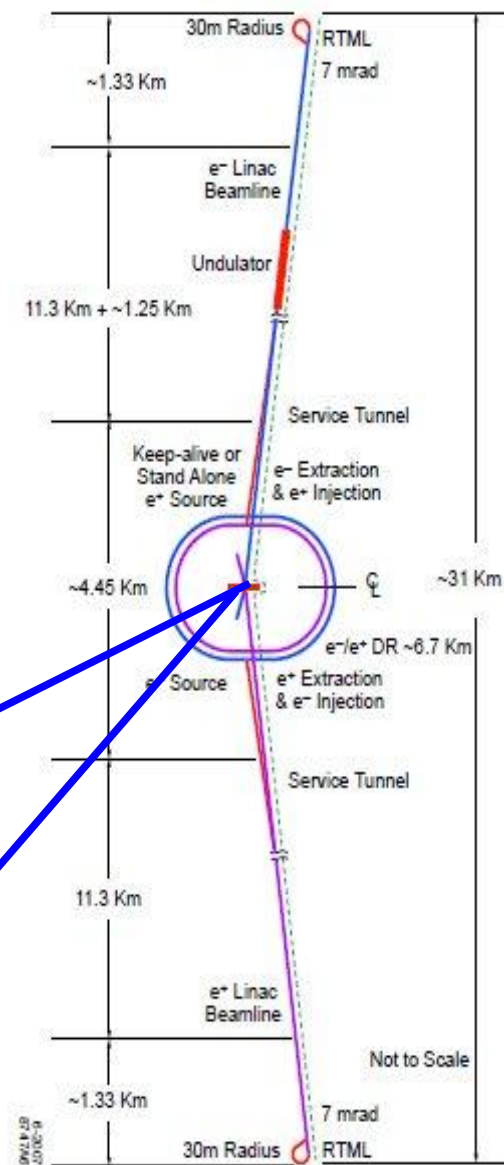 30m Radius
RTML
7 mrad
~1.33 Km
e⁻ Linac
Beamline
Undulator
11.3 Km + ~1.25 Km
Service Tunnel
Keep-alive or
Stand Alone
e⁺ Source
e⁻ Extraction
& e⁺ Injection
~4.45 Km
~31 Km
e⁻/e⁺ DR ~6.7 Km
Source
e⁺ Extraction
& e⁻ Injection
Service Tunnel
11.3 Km
e⁺ Linac
Beamline
Not to Scale
~1.33 Km
7 mrad
30m Radius
RTML